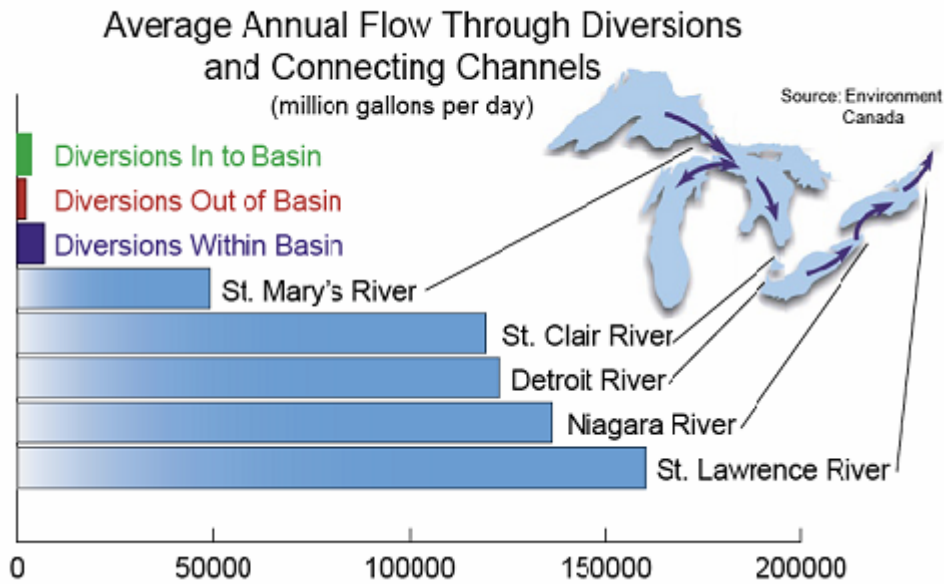 Average Annual Flow Through Diversions
and Connecting Channels
(million gallons per day)
Source: Environment
Canada
Diversions In to Basin
Diversions Out of Basin
Diversions Within Basin
St. Mary's River
St. Clair River
Detroit River
Niagara River
St. Lawrence River
0 50000 100000 150000 200000